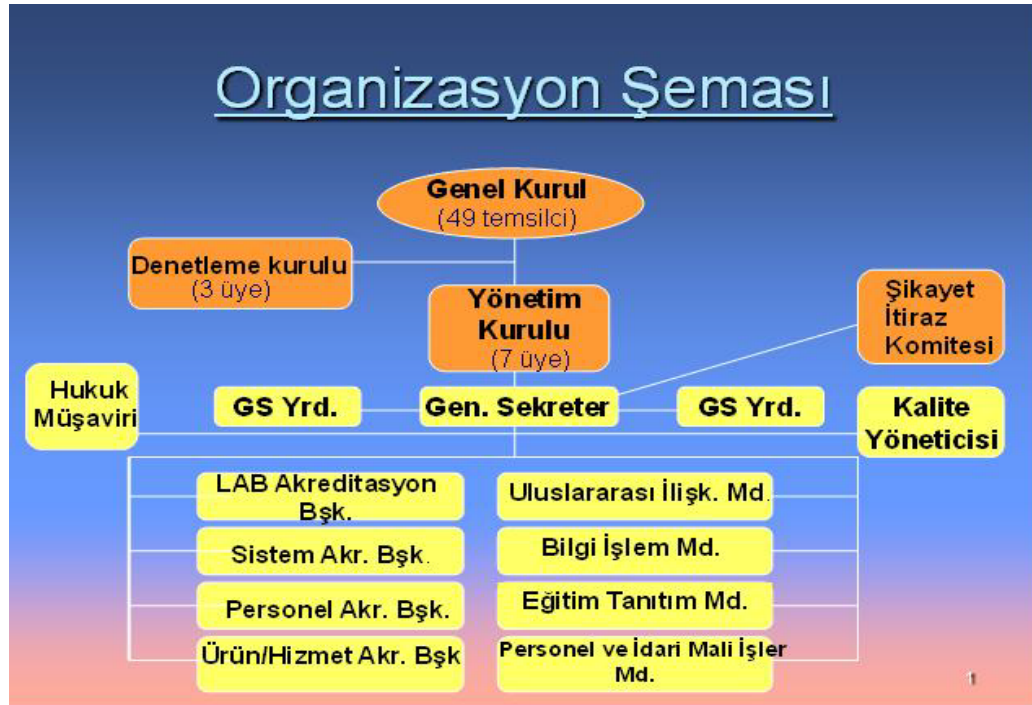 Organizasyon Şeması
Genel Kurul
(49 temsilci)
Denetleme kurulu
(3 üye)
Yönetim
Kurulu
(7 üye)
Şikayet
İtiraz
Komitesi
Hukuk
Müşaviri
GS Yrd.
Gen. Sekreter
GS Yrd.
Kalite
Yöneticisi
LAB Akreditasyon
Bşk.
Sistem Akr. Bşk.
Personel Akr. Bşk.
Ürün/Hizmet Akr. Bşk
Uluslararası İlişk. Md.
Bilgi İşlem Md.
Eğitim Tanıtım Md.
Personel ve İdari Mali İşler
Md.
1